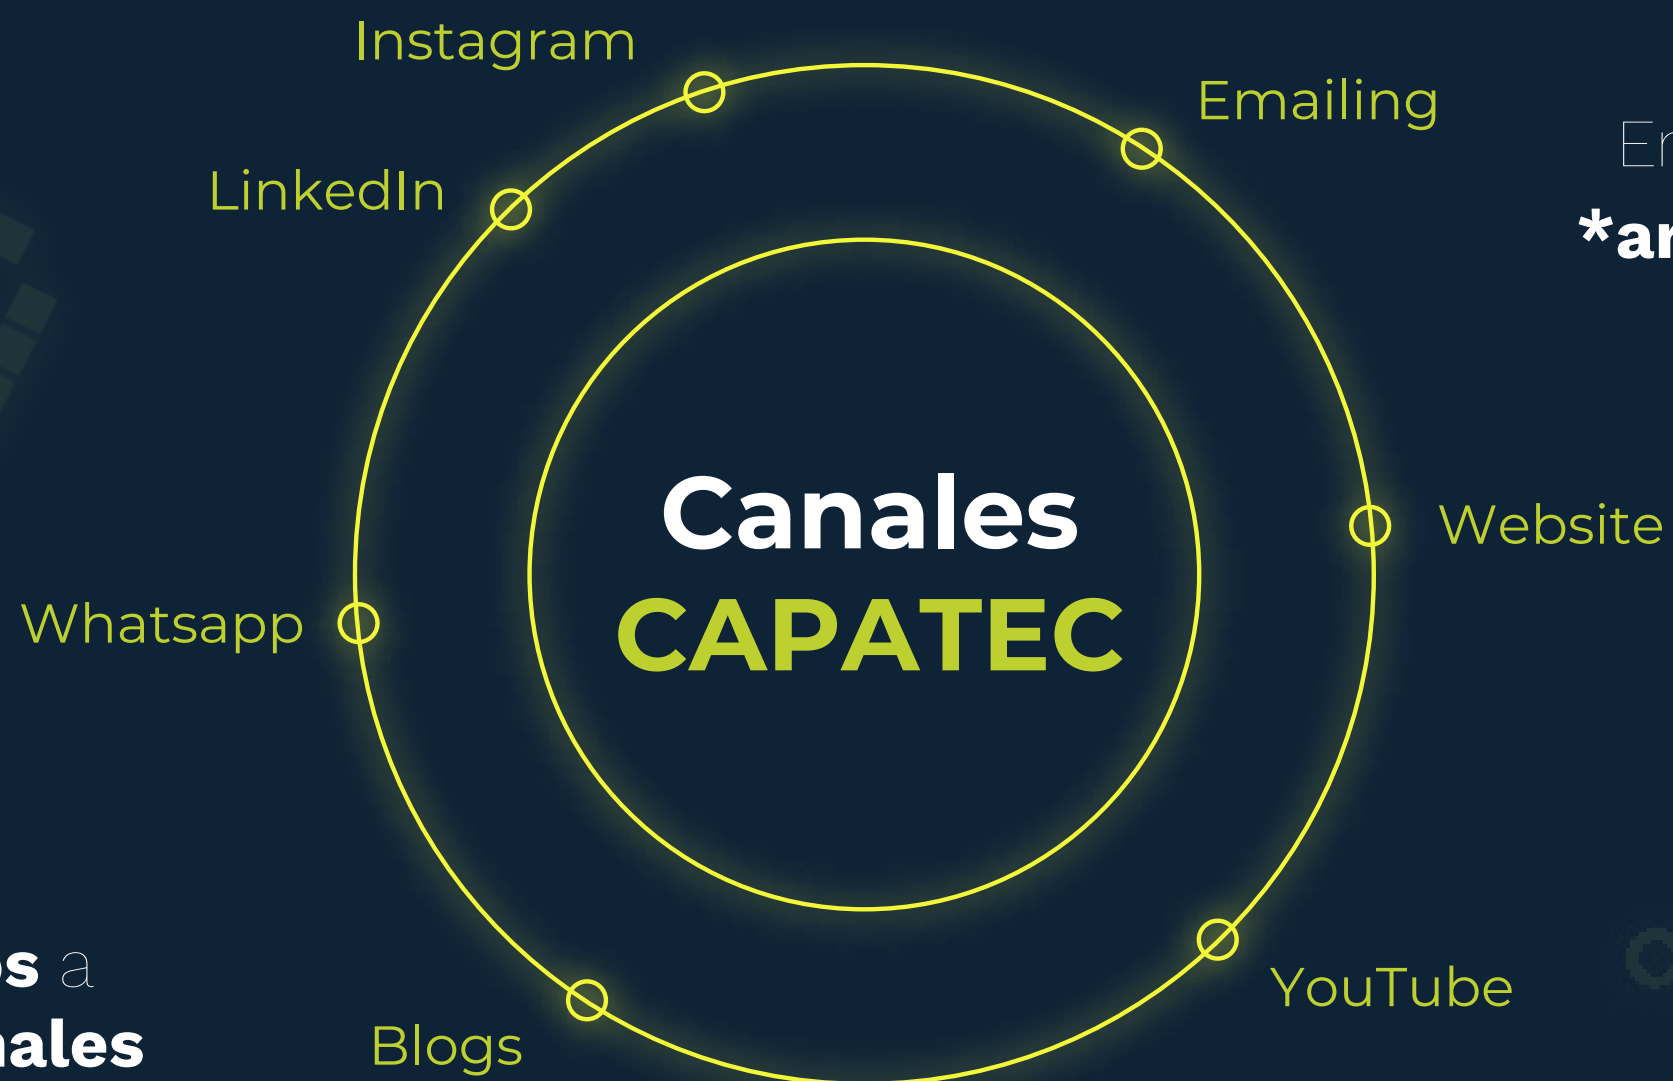 Instagram
Emailing
LinkedIn
Canales
CAPATEC
Website
Whatsapp
a
YouTube
Blogs